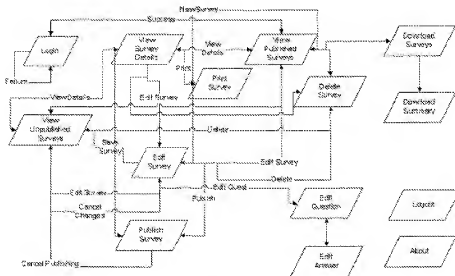 New Survey
Success
Login
View
Survey
Details
View
Details
View
Published
Surveys
Download
Surveys
Failure
Print
Print
Survey
View Details
Edit Survey
Delete
Survey
Download
Summary
View
Unpublished
Surveys
Save
Survey
Delete
Edit
Survey
Edit Survey
Delete
Edit Survey
Edit Quest
Cancel
Changes
Publish
Edit
Question
Logout
Publish
Survey
Cancel Publishing
Edit
Answer
About